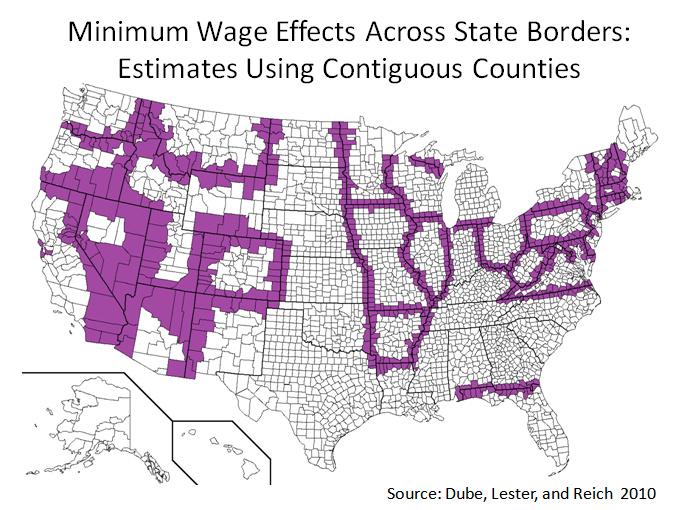 Minimum Wage Effects Across State Borders:
Estimates Using Contiguous Counties
Source: Dube, Lester, and Reich 2010